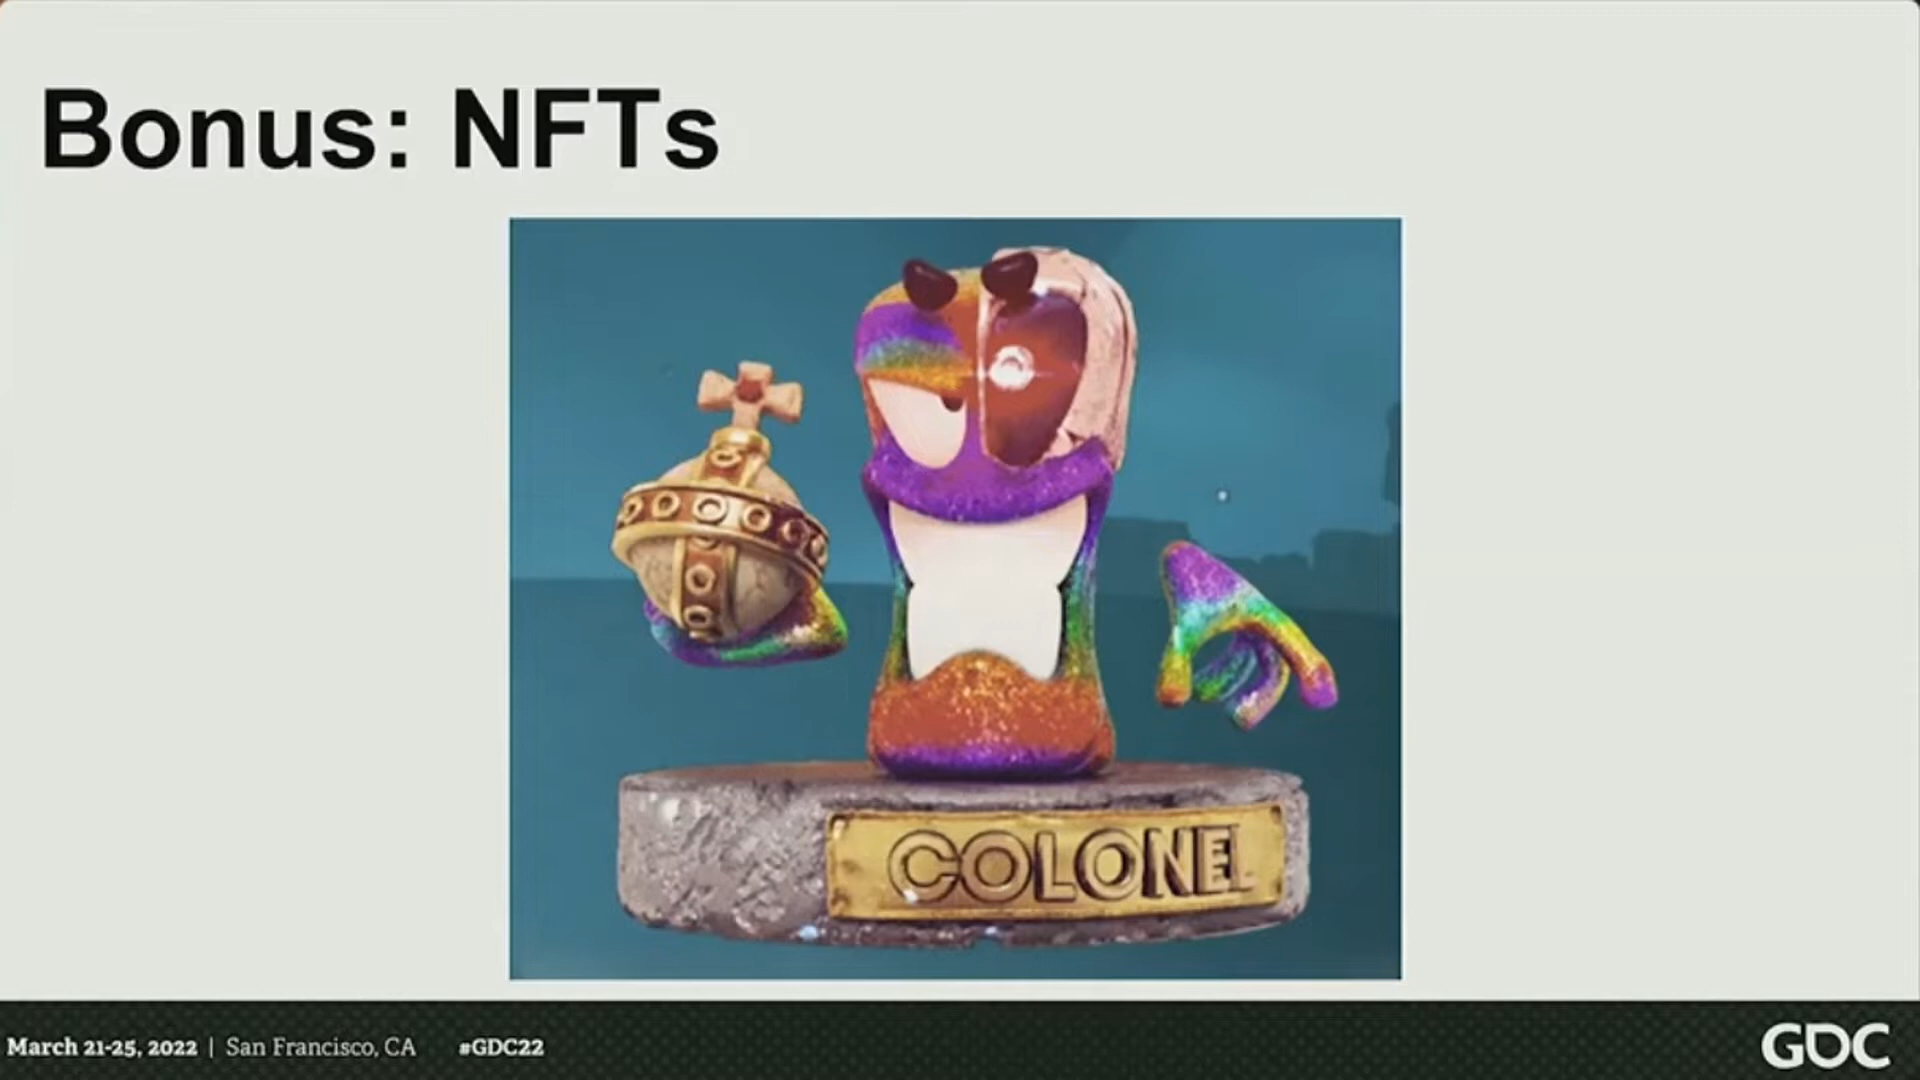 Bonus: NFTs
COLONEL
March 21-25, 2022 | San Francisco, CA #GDC22
GDC